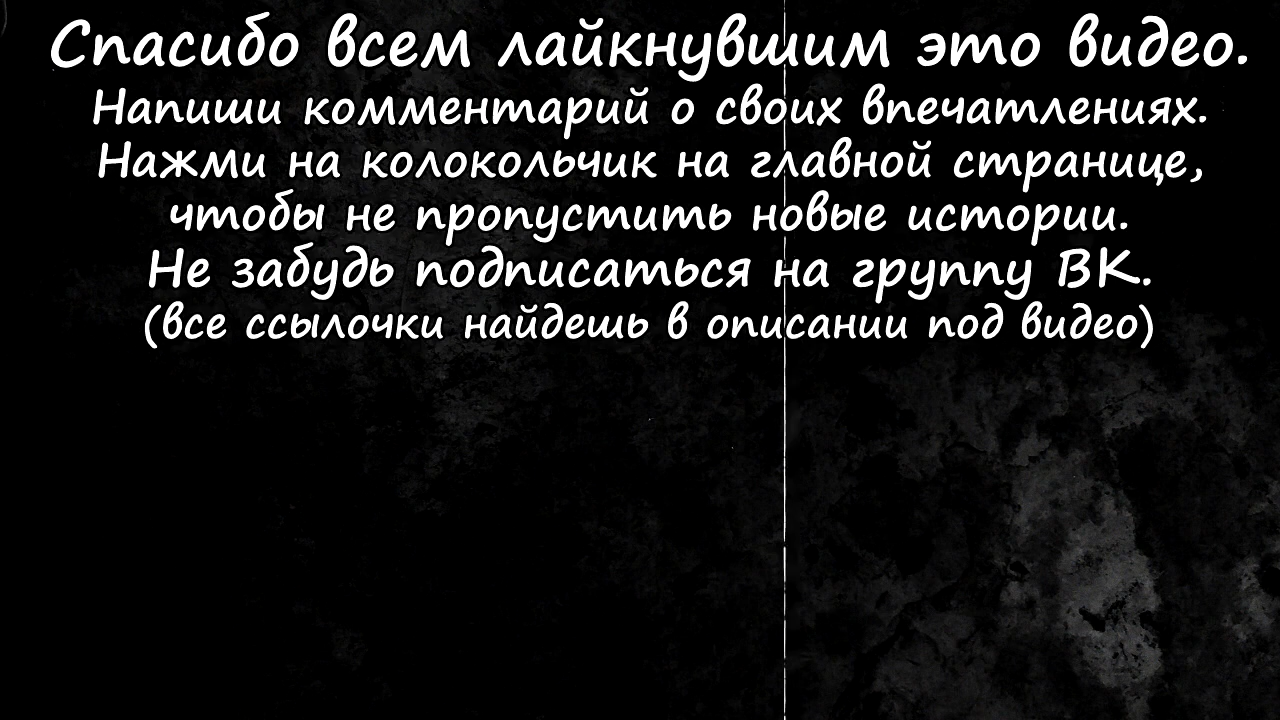 Спасибо всем лайкнувшим это видео.
Напиши комментарий о своих впечатлениях.
Нажми на колокольчик на главной странице,
чтобы не пропустить новые истории.
Не забудь подписаться на группу ВК.
(все ссылочки найдешь в описании под видео)